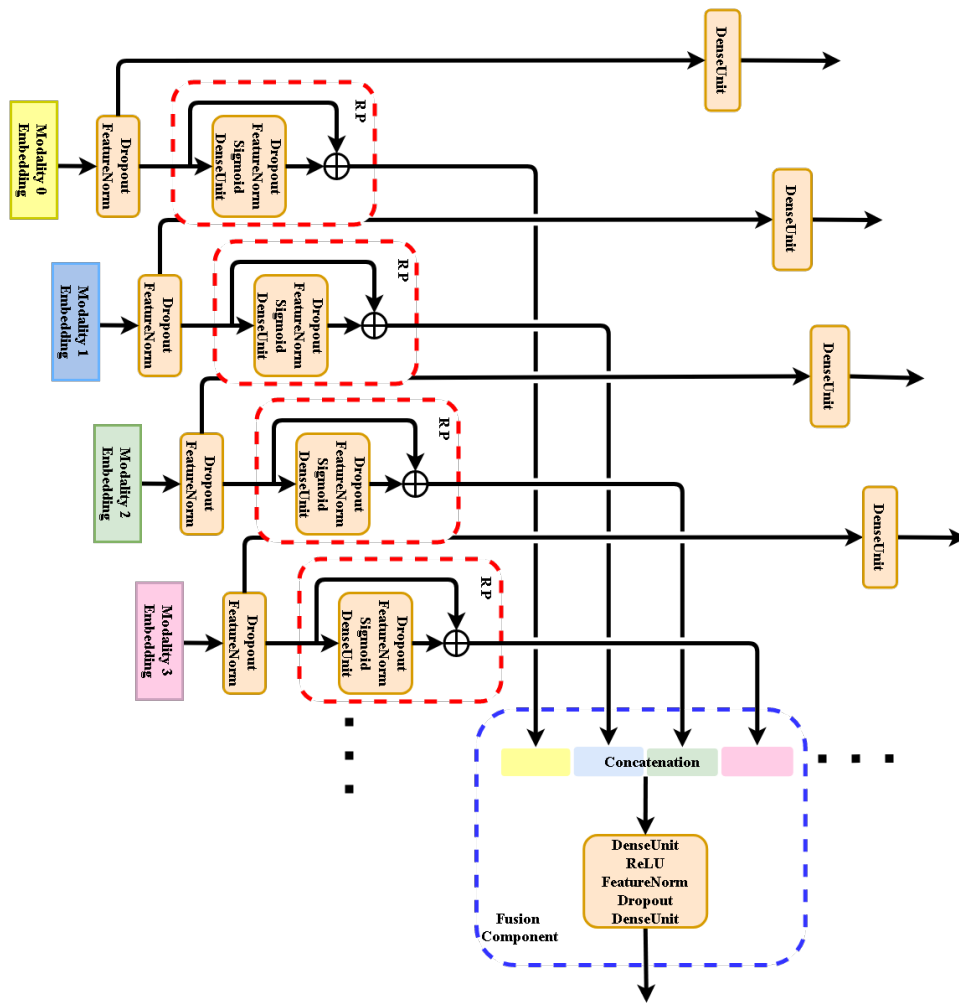 DenseUnit
Modality 0
Embedding
Dropout
FeatureNorm
RP
Dropout
FeatureNorm
Sigmoid
DenseUnit
DenseUnit
Modality 1
Embedding
Dropout
FeatureNorm
RP
Dropout
FeatureNorm
Sigmoid
DenseUnit
DenseUnit
Modality 2
Embedding
Dropout
FeatureNorm
RP
Dropout
FeatureNorm
Sigmoid
DenseUnit
DenseUnit
Modality 3
Embedding
Dropout
FeatureNorm
RP
Dropout
FeatureNorm
Sigmoid
DenseUnit
Concatenation
DenseUnit
ReLU
FeatureNorm
Dropout
DenseUnit
Fusion
Component